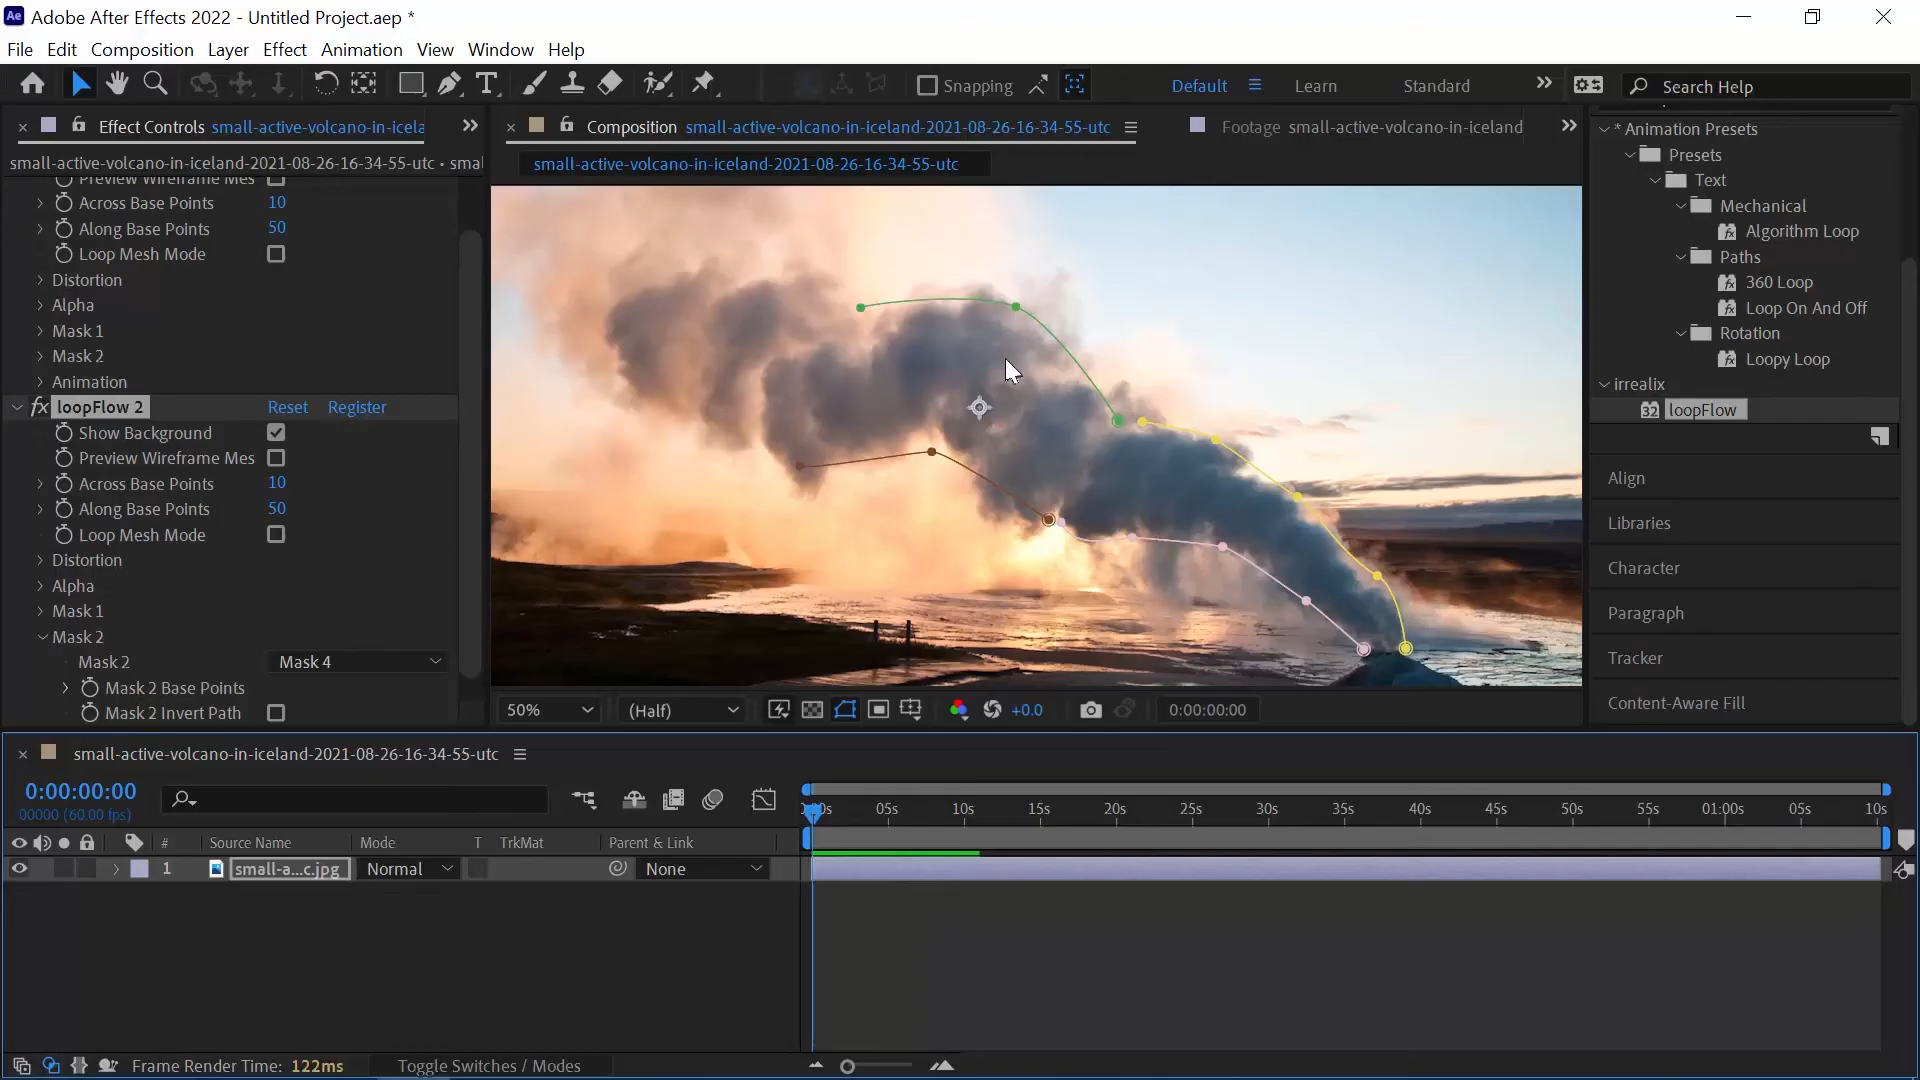 Ae Adobe After Effects 2022 - Untitled Project.aep *
File Edit Composition Layer Effect Animation View Window Help
Snapping Default Learn Standard Search Help
Effect Controls small-active-volcano-in-icela
Composition small-active-volcano-in-iceland-2021-08-26-16-34-55-utc
Footage small-active-volcano-in-iceland
small-active-volcano-in-iceland-2021-08-26-16-34-55-utc • smal
small-active-volcano-in-iceland-2021-08-26-16-34-55-utc
Preview Wireframe Mes
Across Base Points 10
Along Base Points 50
Loop Mesh Mode
Distortion
Alpha
Mask 1
Mask 2
Animation
fx loopFlow 2 Reset Register
Show Background
Preview Wireframe Mes
Across Base Points 10
Along Base Points 50
Loop Mesh Mode
Distortion
Alpha
Mask 1
Mask 2
Mask 2 Mask 4
Mask 2 Base Points
Mask 2 Invert Path
50% (Half) +0.0 0:00:00:00
* Animation Presets
Presets
Text
Mechanical
Algorithm Loop
Paths
360 Loop
Loop On And Off
Rotation
Loopy Loop
irrealix
32 loopFlow
Align
Libraries
Character
Paragraph
Tracker
Content-Aware Fill
small-active-volcano-in-iceland-2021-08-26-16-34-55-utc
0:00:00:00
00000 (60.00 fps)
05s 10s 15s 20s 25s 30s 35s 40s 45s 50s 55s 01:00s 05s 10s
# Source Name Mode T TrkMat Parent & Link
1 small-a...c.jpg Normal None
Frame Render Time: 122ms Toggle Switches / Modes